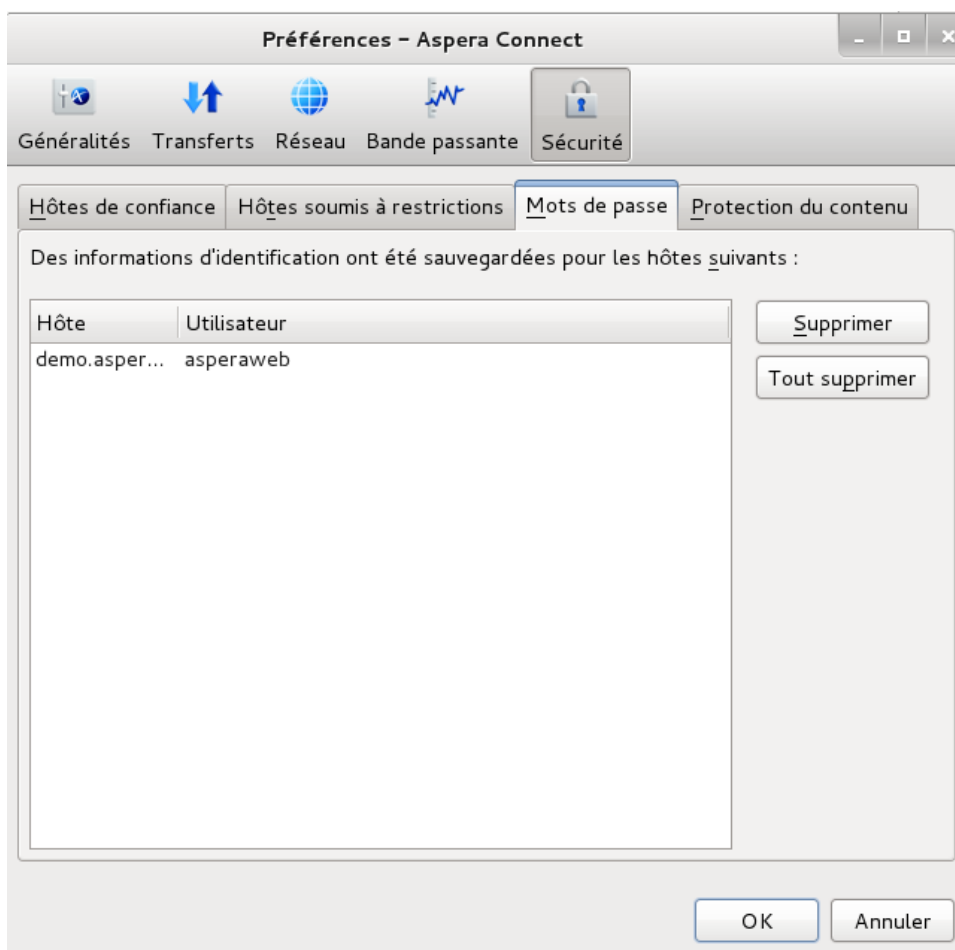 Préférences – Aspera Connect
Généralités Transferts Réseau Bande passante Sécurité
Hôtes de confiance Hôtes soumis à restrictions Mots de passe Protection du contenu
Des informations d'identification ont été sauvegardées pour les hôtes suivants :
Hôte Utilisateur Supprimer
demo.asper... asperaweb
Tout supprimer
OK Annuler